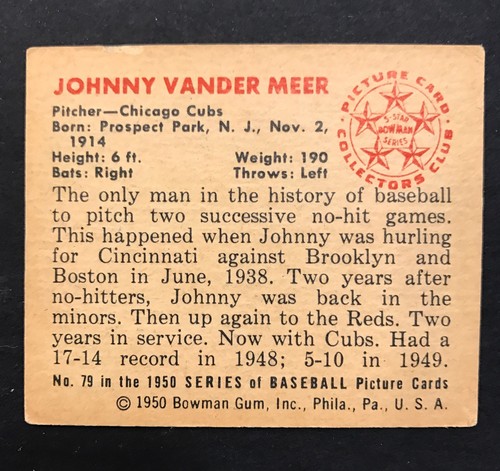 JOHNNY VANDER MEER
Pitcher—Chicago Cubs
Born: Prospect Park, N. J., Nov. 2,
1914
Height: 6 ft. Weight: 190
Bats: Right Throws: Left
PICTURE CARD
COLLECTORS CLUB
5-STAR
BOWMAN
SERIES
The only man in the history of baseball
to pitch two successive no-hit games.
This happened when Johnny was hurling
for Cincinnati against Brooklyn and
Boston in June, 1938. Two years after
no-hitters, Johnny was back in the
minors. Then up again to the Reds. Two
years in service. Now with Cubs. Had a
17-14 record in 1948; 5-10 in 1949.
No. 79 in the 1950 SERIES of BASEBALL Picture Cards
© 1950 Bowman Gum, Inc., Phila., Pa., U. S. A.